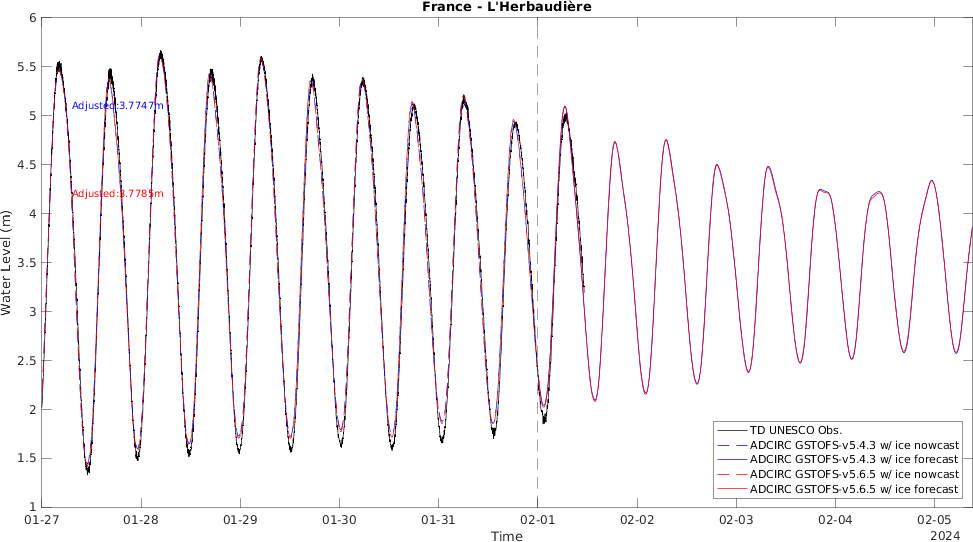 France - L'Herbaudière
6
5.5
5
4.5
4
3.5
3
2.5
2
1.5
1
Water Level (m)
Adjusted:3.7747m
Adjusted:3.7785m
TD UNESCO Obs.
ADCIRC GSTOFS-v5.4.3 w/ ice nowcast
ADCIRC GSTOFS-v5.4.3 w/ ice forecast
ADCIRC GSTOFS-v5.6.5 w/ ice nowcast
ADCIRC GSTOFS-v5.6.5 w/ ice forecast
01-27 01-28 01-29 01-30 01-31 02-01 02-02 02-03 02-04 02-05
Time
2024